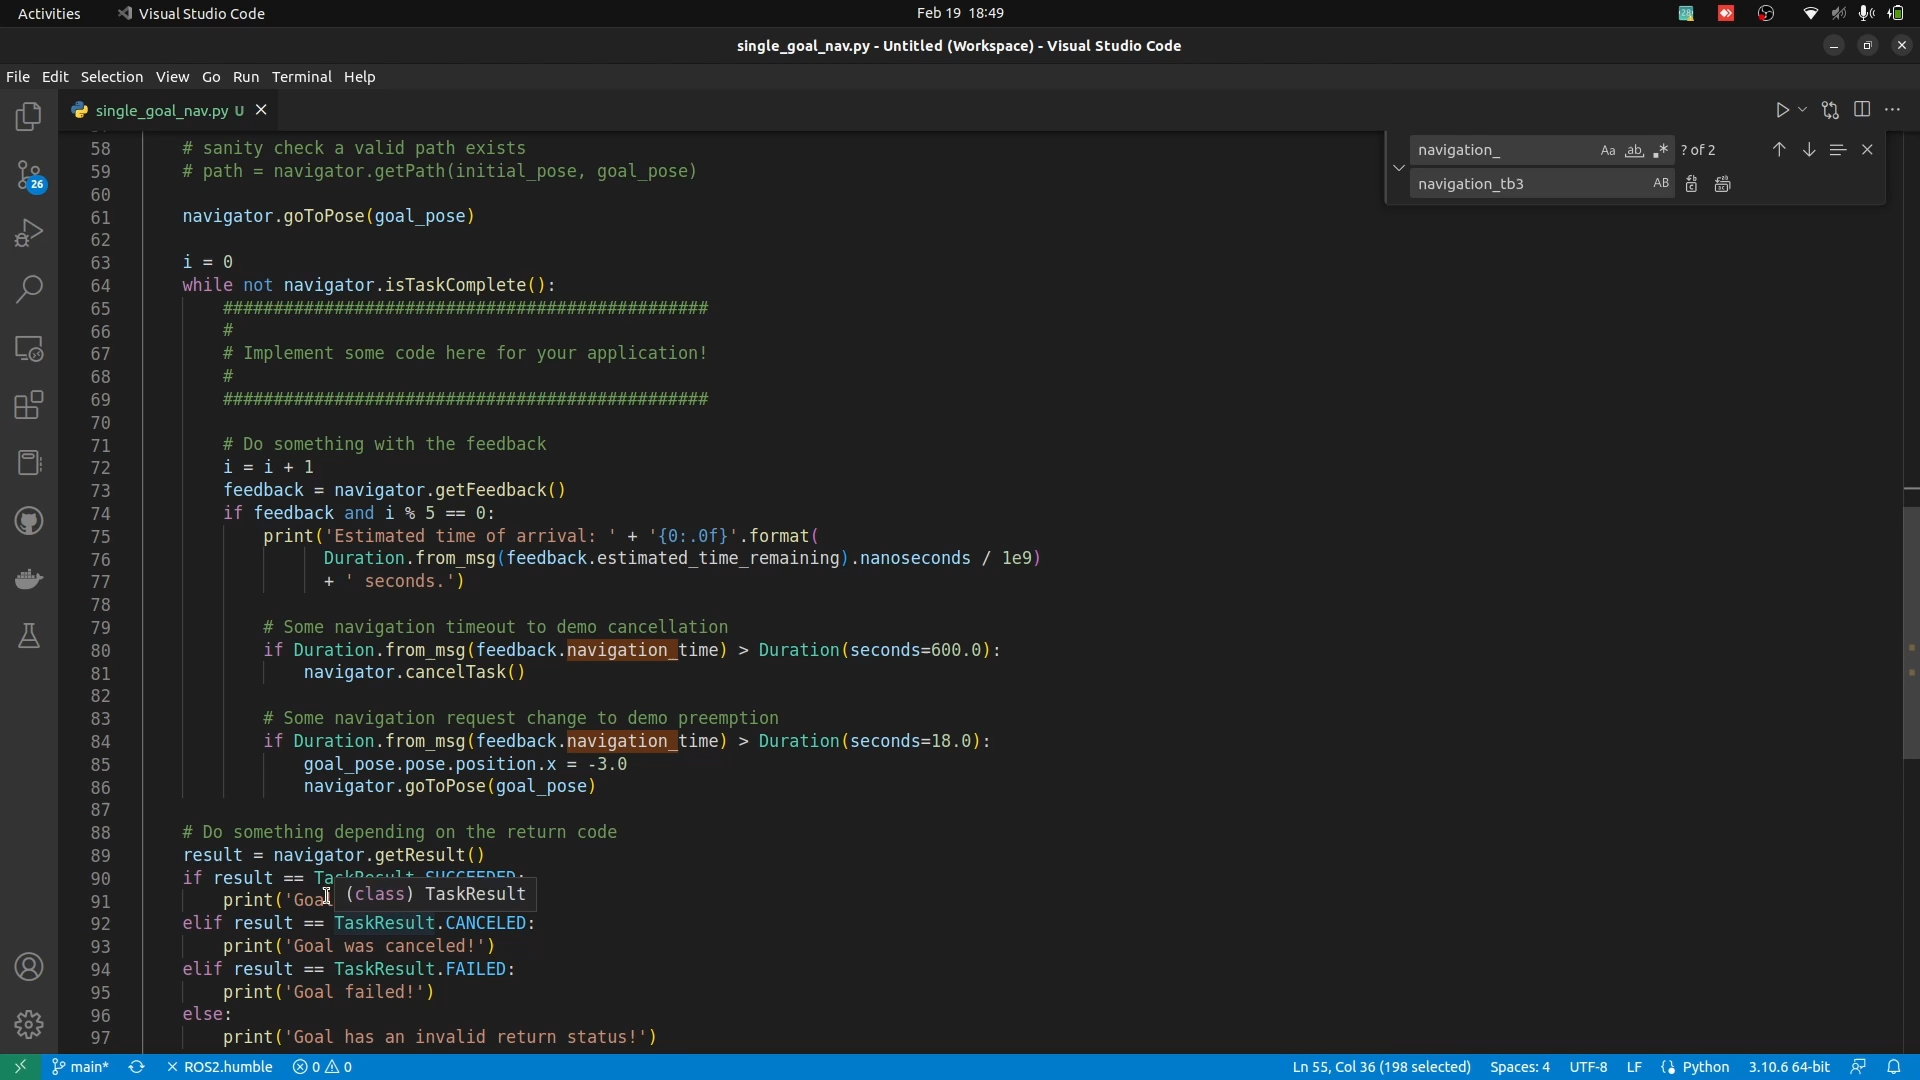 Activities Visual Studio Code Feb 19 18:49
single_goal_nav.py - Untitled (Workspace) - Visual Studio Code
File Edit Selection View Go Run Terminal Help
single_goal_nav.py U
navigation_ Aa ab ? of 2
navigation_tb3 AB
26
58 # sanity check a valid path exists
59 # path = navigator.getPath(initial_pose, goal_pose)
60
61 navigator.goToPose(goal_pose)
62
63 i = 0
64 while not navigator.isTaskComplete():
65 ################################################
66 #
67 # Implement some code here for your application!
68 #
69 ################################################
70
71 # Do something with the feedback
72 i = i + 1
73 feedback = navigator.getFeedback()
74 if feedback and i % 5 == 0:
75 print('Estimated time of arrival: ' + '{0:.0f}'.format(
76 Duration.from_msg(feedback.estimated_time_remaining).nanoseconds / 1e9)
77 + ' seconds.')
78
79 # Some navigation timeout to demo cancellation
80 if Duration.from_msg(feedback.navigation_time) > Duration(seconds=600.0):
81 navigator.cancelTask()
82
83 # Some navigation request change to demo preemption
84 if Duration.from_msg(feedback.navigation_time) > Duration(seconds=18.0):
85 goal_pose.pose.position.x = -3.0
86 navigator.goToPose(goal_pose)
87
88 # Do something depending on the return code
89 result = navigator.getResult()
90 if result == TaskResult.SUCCEEDED:
91 print('Goal (class) TaskResult
92 elif result == TaskResult.CANCELED:
93 print('Goal was canceled!')
94 elif result == TaskResult.FAILED:
95 print('Goal failed!')
96 else:
97 print('Goal has an invalid return status!')
main* ROS2.humble 0 0 Ln 55, Col 36 (198 selected) Spaces: 4 UTF-8 LF Python 3.10.6 64-bit